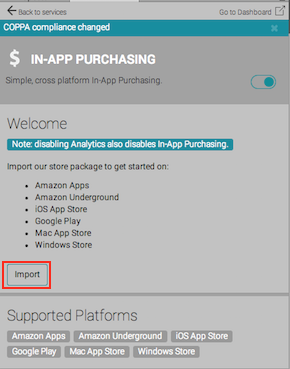 Back to services
Go to Dashboard
COPPA compliance changed
$ IN-APP PURCHASING
Simple, cross platform In-App Purchasing.
Welcome
Note: disabling Analytics also disables In-App Purchasing.
Import our store package to get started on:
• Amazon Apps
• Amazon Underground
• iOS App Store
• Google Play
• Mac App Store
• Windows Store
Import
Supported Platforms
Amazon Apps Amazon Underground iOS App Store
Google Play Mac App Store Windows Store